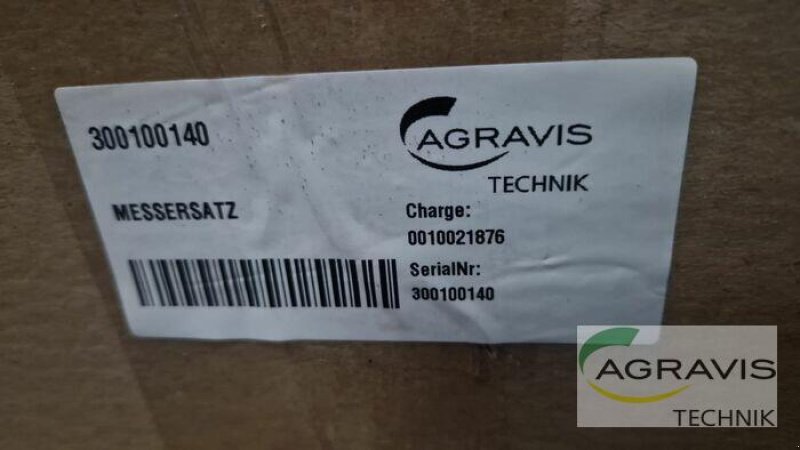 300100140
AGRAVIS
TECHNIK
MESSERSATZ
Charge:
0010021876
SerialNr:
300100140
AGRAVIS
TECHNIK